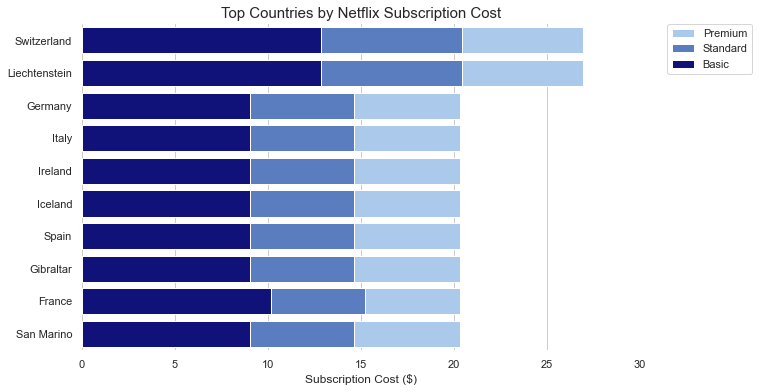 Top Countries by Netflix Subscription Cost
Premium
Standard
Basic
Switzerland
Liechtenstein
Germany
Italy
Ireland
Iceland
Spain
Gibraltar
France
San Marino
0 5 10 15 20 25 30
Subscription Cost ($)